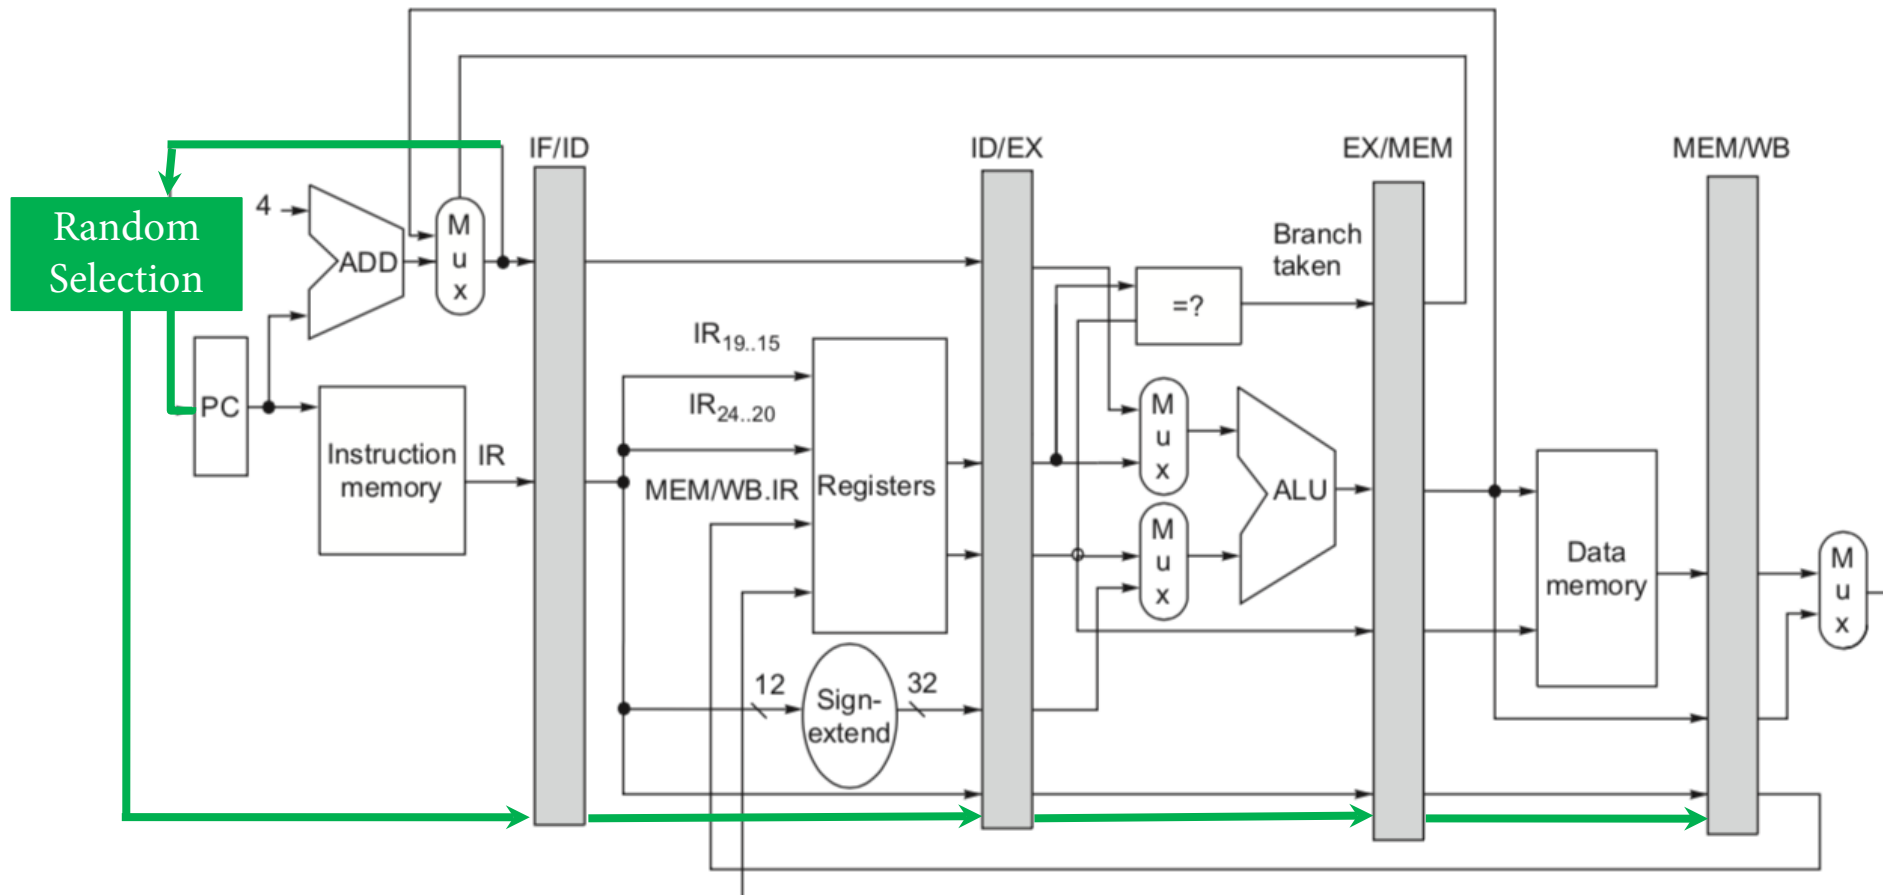 IF/ID
ID/EX
EX/MEM
MEM/WB
Random
Selection
4
ADD
M
u
x
Branch
taken
=?
PC
Instruction
memory
IR
IR19..15
IR24..20
MEM/WB.IR
Registers
M
u
x
M
u
x
ALU
Data
memory
M
u
x
12
Sign-
extend
32